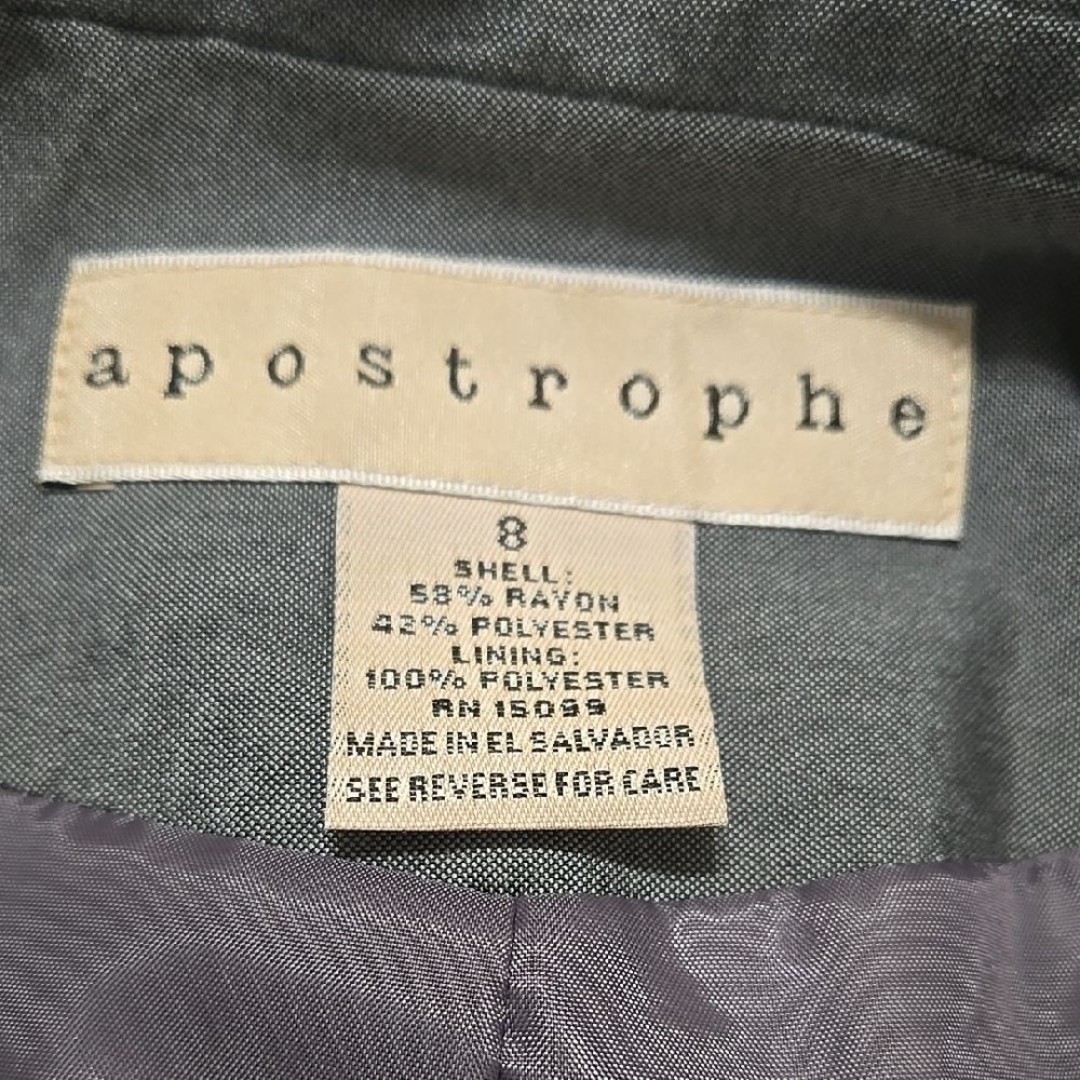 apostrophe
8
SHELL:
58% RAYON
42% POLYESTER
LINING:
100% POLYESTER
RN 15099
MADE IN EL SALVADOR
SEE REVERSE FOR CARE